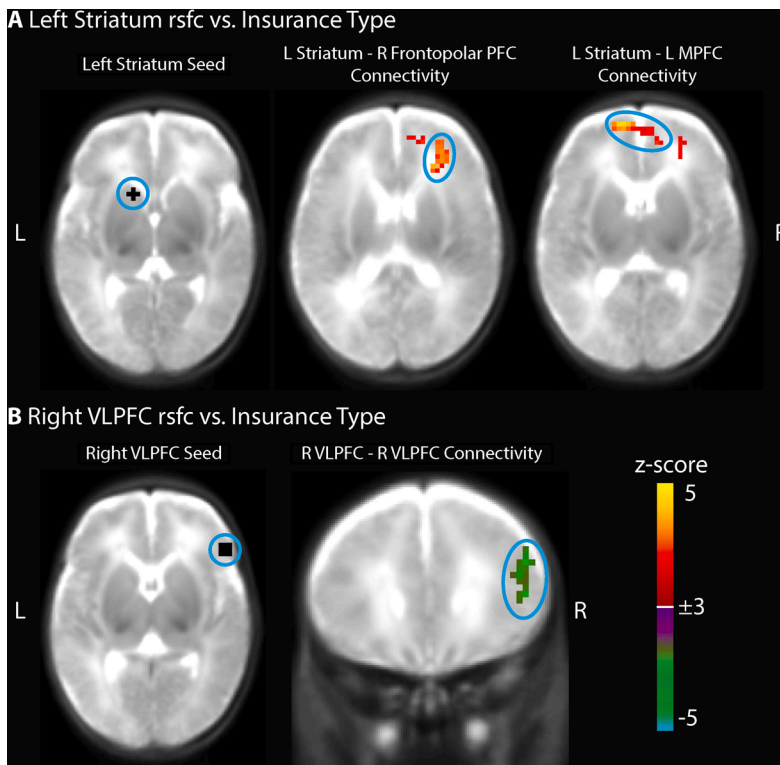 A Left Striatum rsfc vs. Insurance Type
Left Striatum Seed
L Striatum - R Frontopolar PFC
Connectivity
L Striatum - L MPFC
Connectivity
L
B Right VLPFC rsfc vs. Insurance Type
Right VLPFC Seed
R VLPFC - R VLPFC Connectivity
z-score
5
L
R
±3
-5